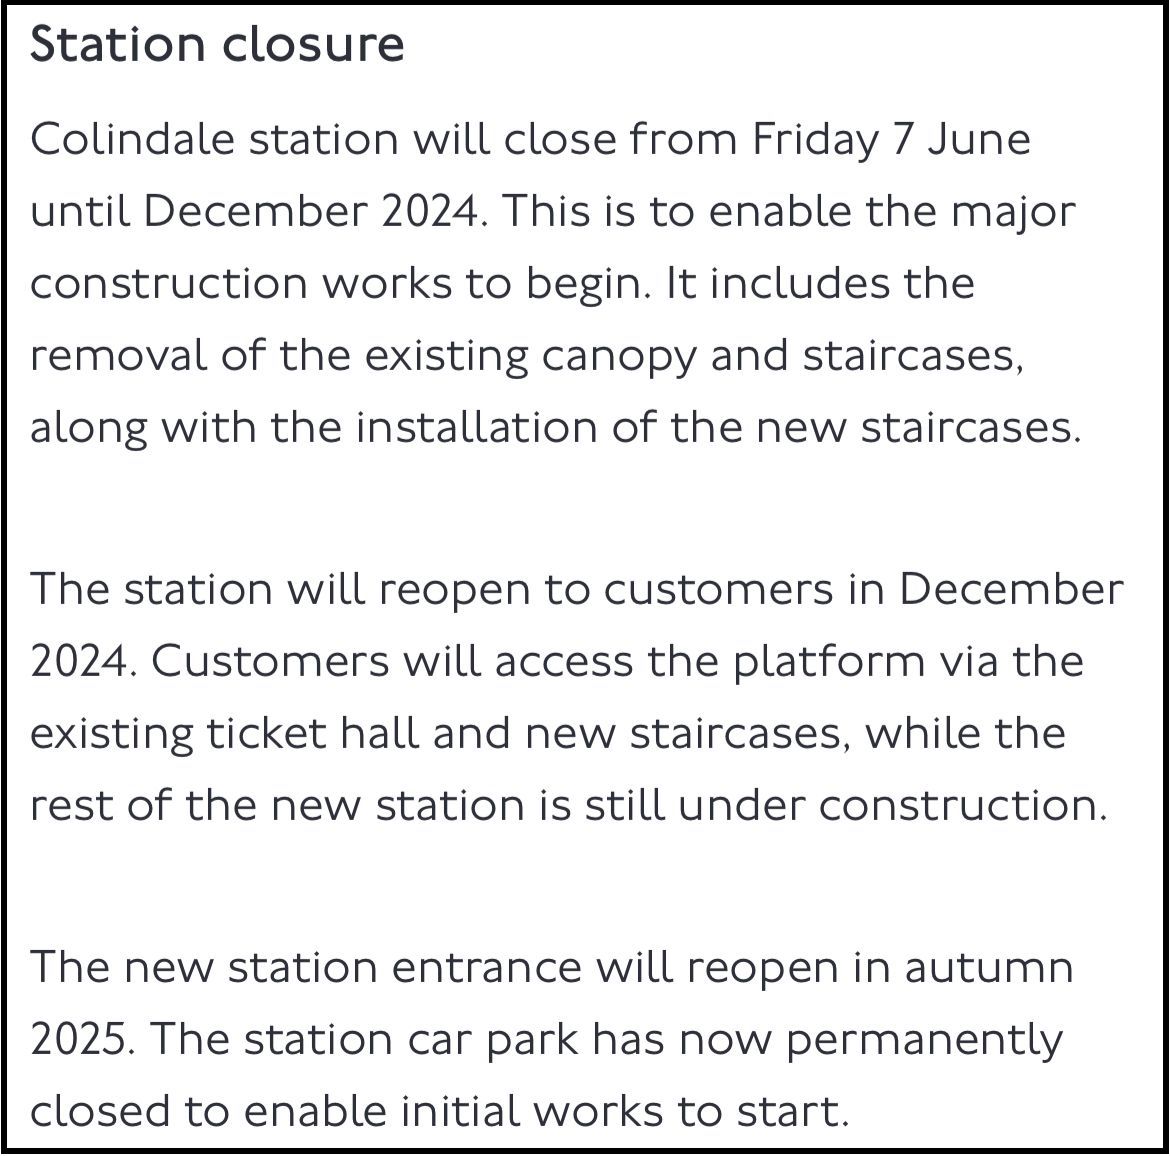 Station closure
Colindale station will close from Friday 7 June
until December 2024. This is to enable the major
construction works to begin. It includes the
removal of the existing canopy and staircases,
along with the installation of the new staircases.
The station will reopen to customers in December
2024. Customers will access the platform via the
existing ticket hall and new staircases, while the
rest of the new station is still under construction.
The new station entrance will reopen in autumn
2025. The station car park has now permanently
closed to enable initial works to start.